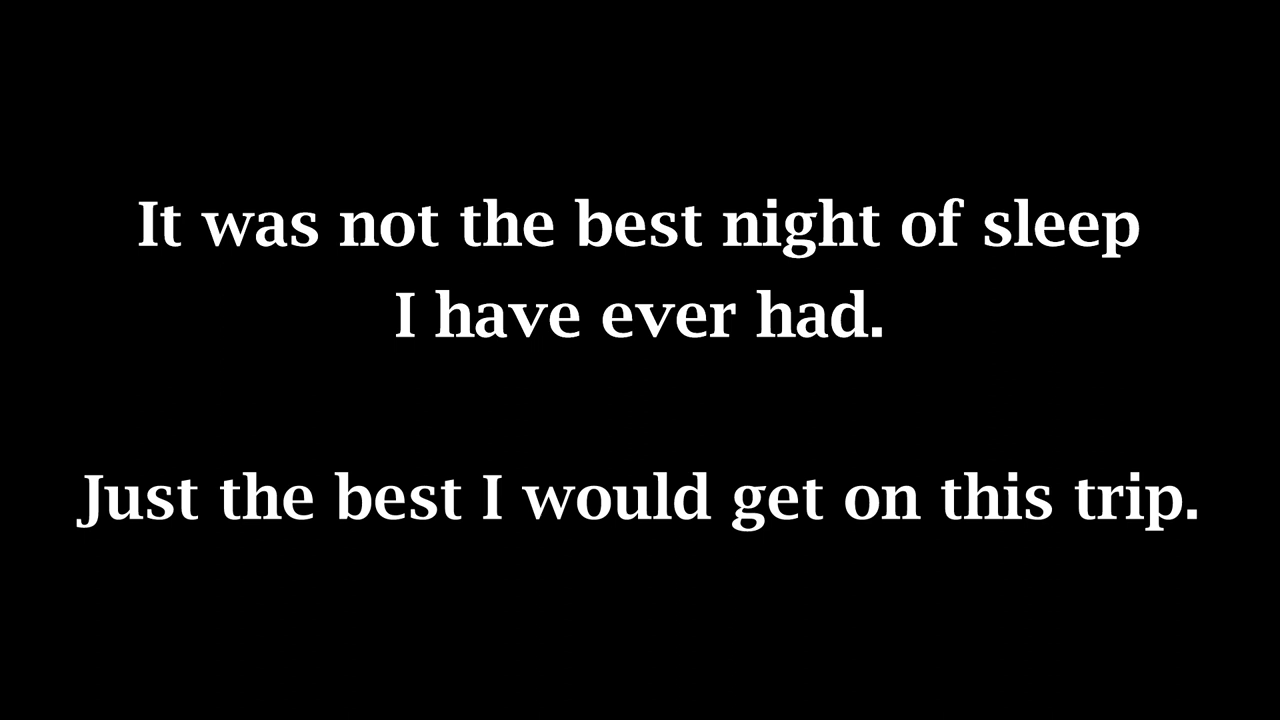 It was not the best night of sleep
I have ever had.
Just the best I would get on this trip.